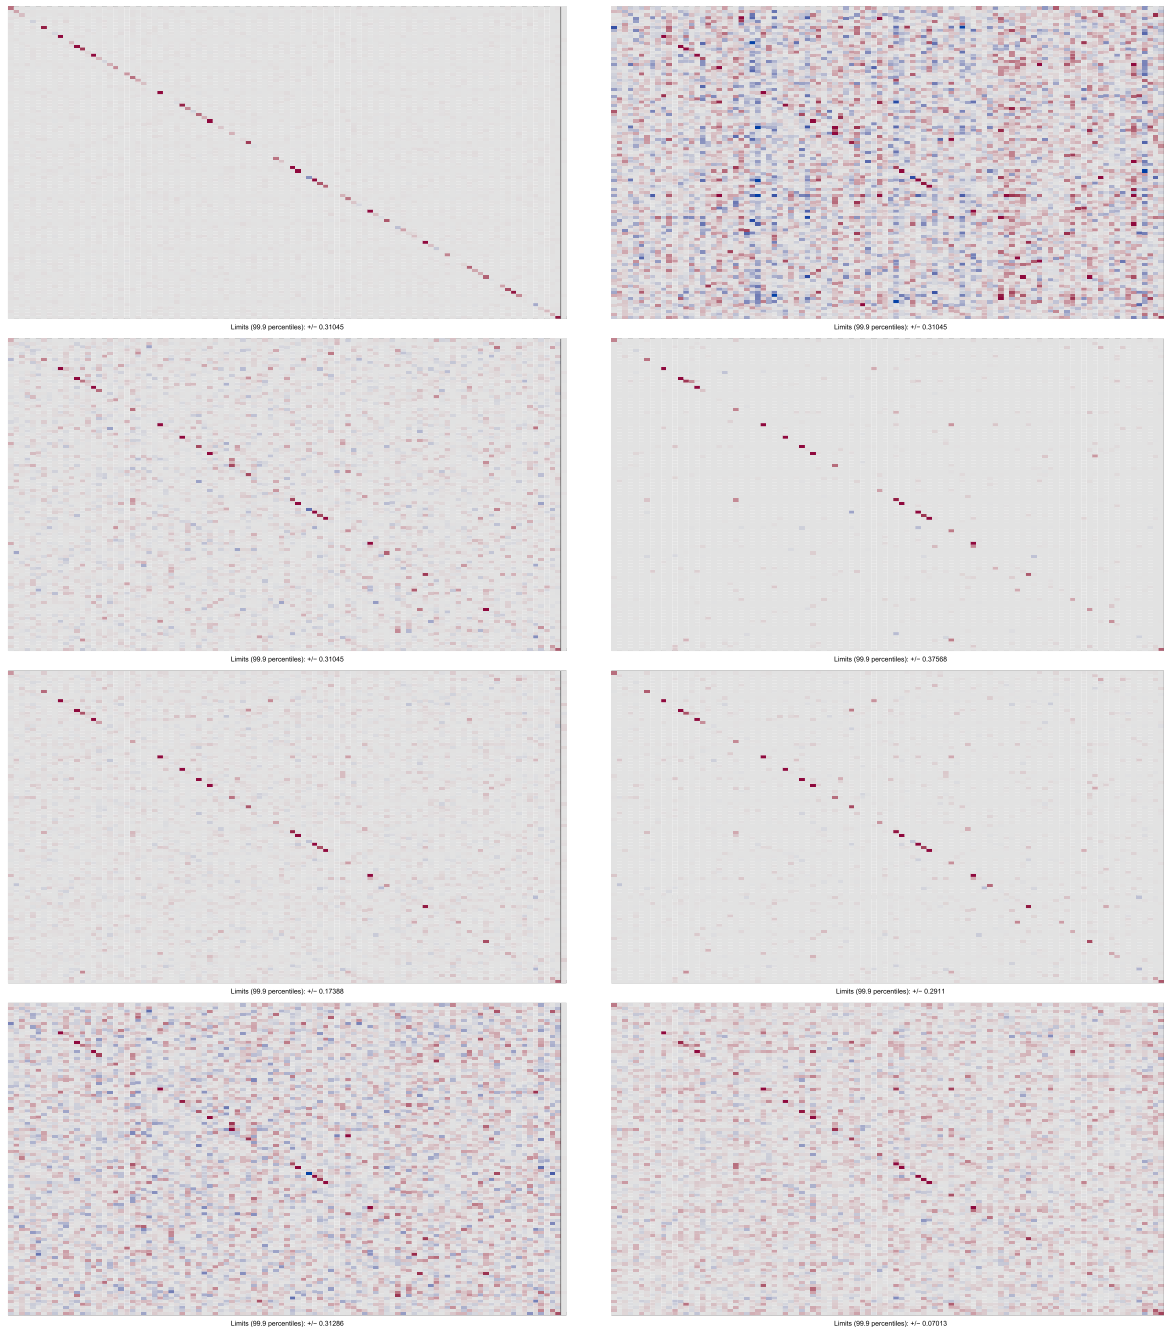 Limits (99.9 percentiles): +/− 0.31045
Limits (99.9 percentiles): +/− 0.31045
Limits (99.9 percentiles): +/− 0.31045
Limits (99.9 percentiles): +/− 0.37568
Limits (99.9 percentiles): +/− 0.17388
Limits (99.9 percentiles): +/− 0.2911
Limits (99.9 percentiles): +/− 0.31286
Limits (99.9 percentiles): +/− 0.07013